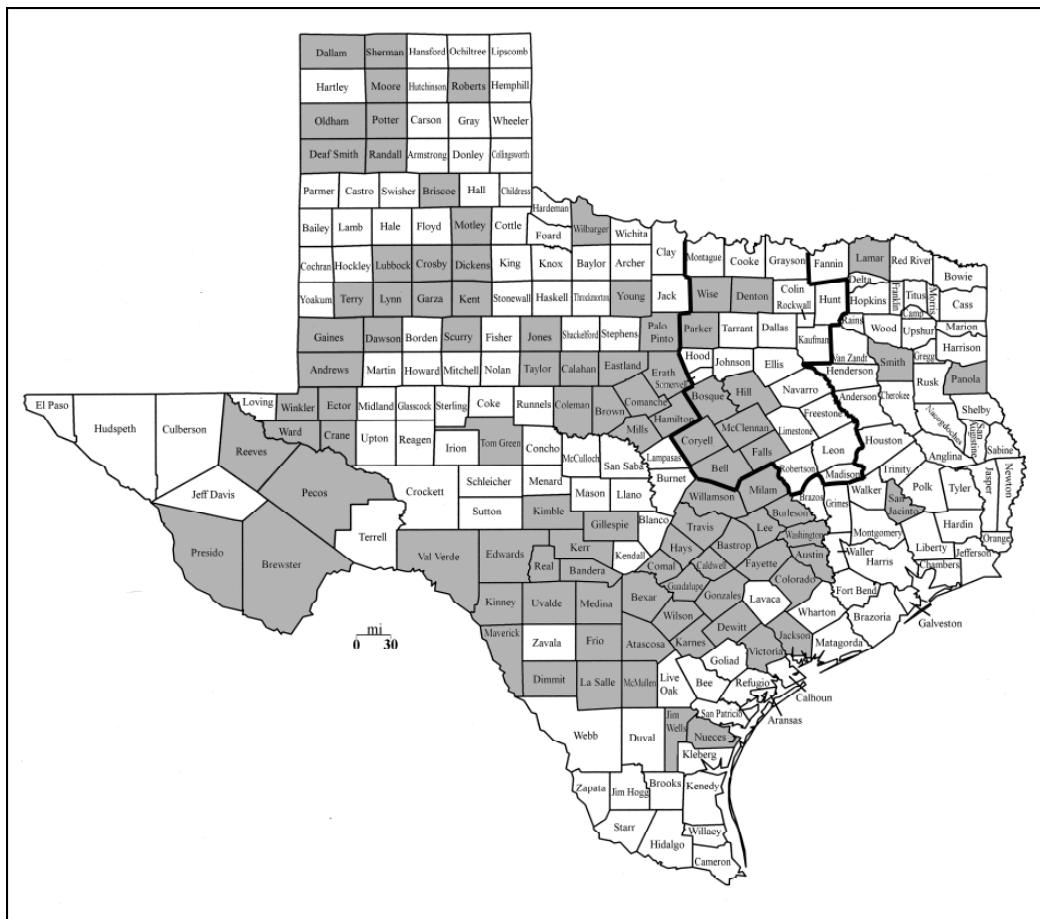 Dallam Sherman Hansford Ochiltree Lipscomb
Hartley Moore Hutchinson Roberts Hemphill
Oldham Potter Carson Gray Wheeler
Deaf Smith Randall Armstrong Donley Collingsworth
Parmer Castro Swisher Briscoe Hall Childress
Hardeman
Bailey Lamb Hale Floyd Motley Cottle Foard Wilbarger Wichita Clay
Montague Cooke Grayson Fannin Lamar Red River Bowie
Cochran Hockley Lubbock Crosby Dickens King Knox Baylor Archer
Delta Hopkins Franklin Titus Morris Cass
Yoakum Terry Lynn Garza Kent Stonewall Haskell Throckmorton Young Jack Wise Denton Colin Rockwall Hunt
Rains Wood Camp Upshur Marion
Gaines Dawson Borden Scurry Fisher Jones Shackelford Stephens Palo Pinto Parker Tarrant Dallas Kaufman Van Zandt Smith Gregg Harrison
Andrews Martin Howard Mitchell Nolan Taylor Calahan Eastland Erath Hood Somervell Johnson Ellis Henderson Rusk Panola
El Paso Hudspeth Culberson Loving Winkler Ector Midland Glasscock Sterling Coke Runnels Coleman Brown Comanche Bosque Hill Navarro Anderson Cherokee Shelby
Reeves Ward Crane Upton Reagen Irion Tom Green Concho McCulloch Mills Hamilton McClennan Limestone Freestone Houston Nacogdoches San Augustine Sabine
Jeff Davis Pecos Crockett Schleicher Menard San Saba Lampasas Coryell Bell Falls Robertson Leon Madison Trinity Anglina Polk Tyler Jasper Newton
Presido Brewster Terrell Sutton Kimble Mason Llano Burnet Williamson Milam Brazos Grimes Walker San Jacinto Hardin Orange
Val Verde Edwards Real Kerr Gillespie Blanco Travis Lee Burleson Washington Montgomery Liberty Jefferson
Bandera Kendall Hays Comal Caldwell Bastrop Fayette Austin Waller Harris Chambers
Kinney Uvalde Medina Bexar Guadalupe Gonzales Lavaca Colorado Fort Bend Galveston
Maverick Zavala Frio Atascosa Wilson Karnes Dewitt Victoria Jackson Wharton Matagorda Brazoria
Dimmit La Salle McMullen Live Oak Bee Goliad Refugio Calhoun
Webb Duval Jim Wells San Patricio Nueces Aransas
Kleberg
Zapata Jim Hogg Brooks Kenedy
Starr Hidalgo Willacy
Cameron
mi
0 30